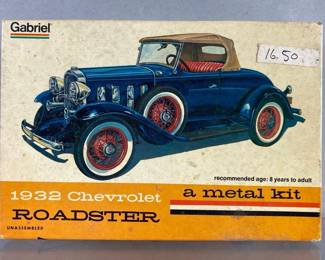 Gabriel
16.50
recommended age: 8 years to adult
1932 Chevrolet
a metal kit
ROADSTER
UNASSEMBLED